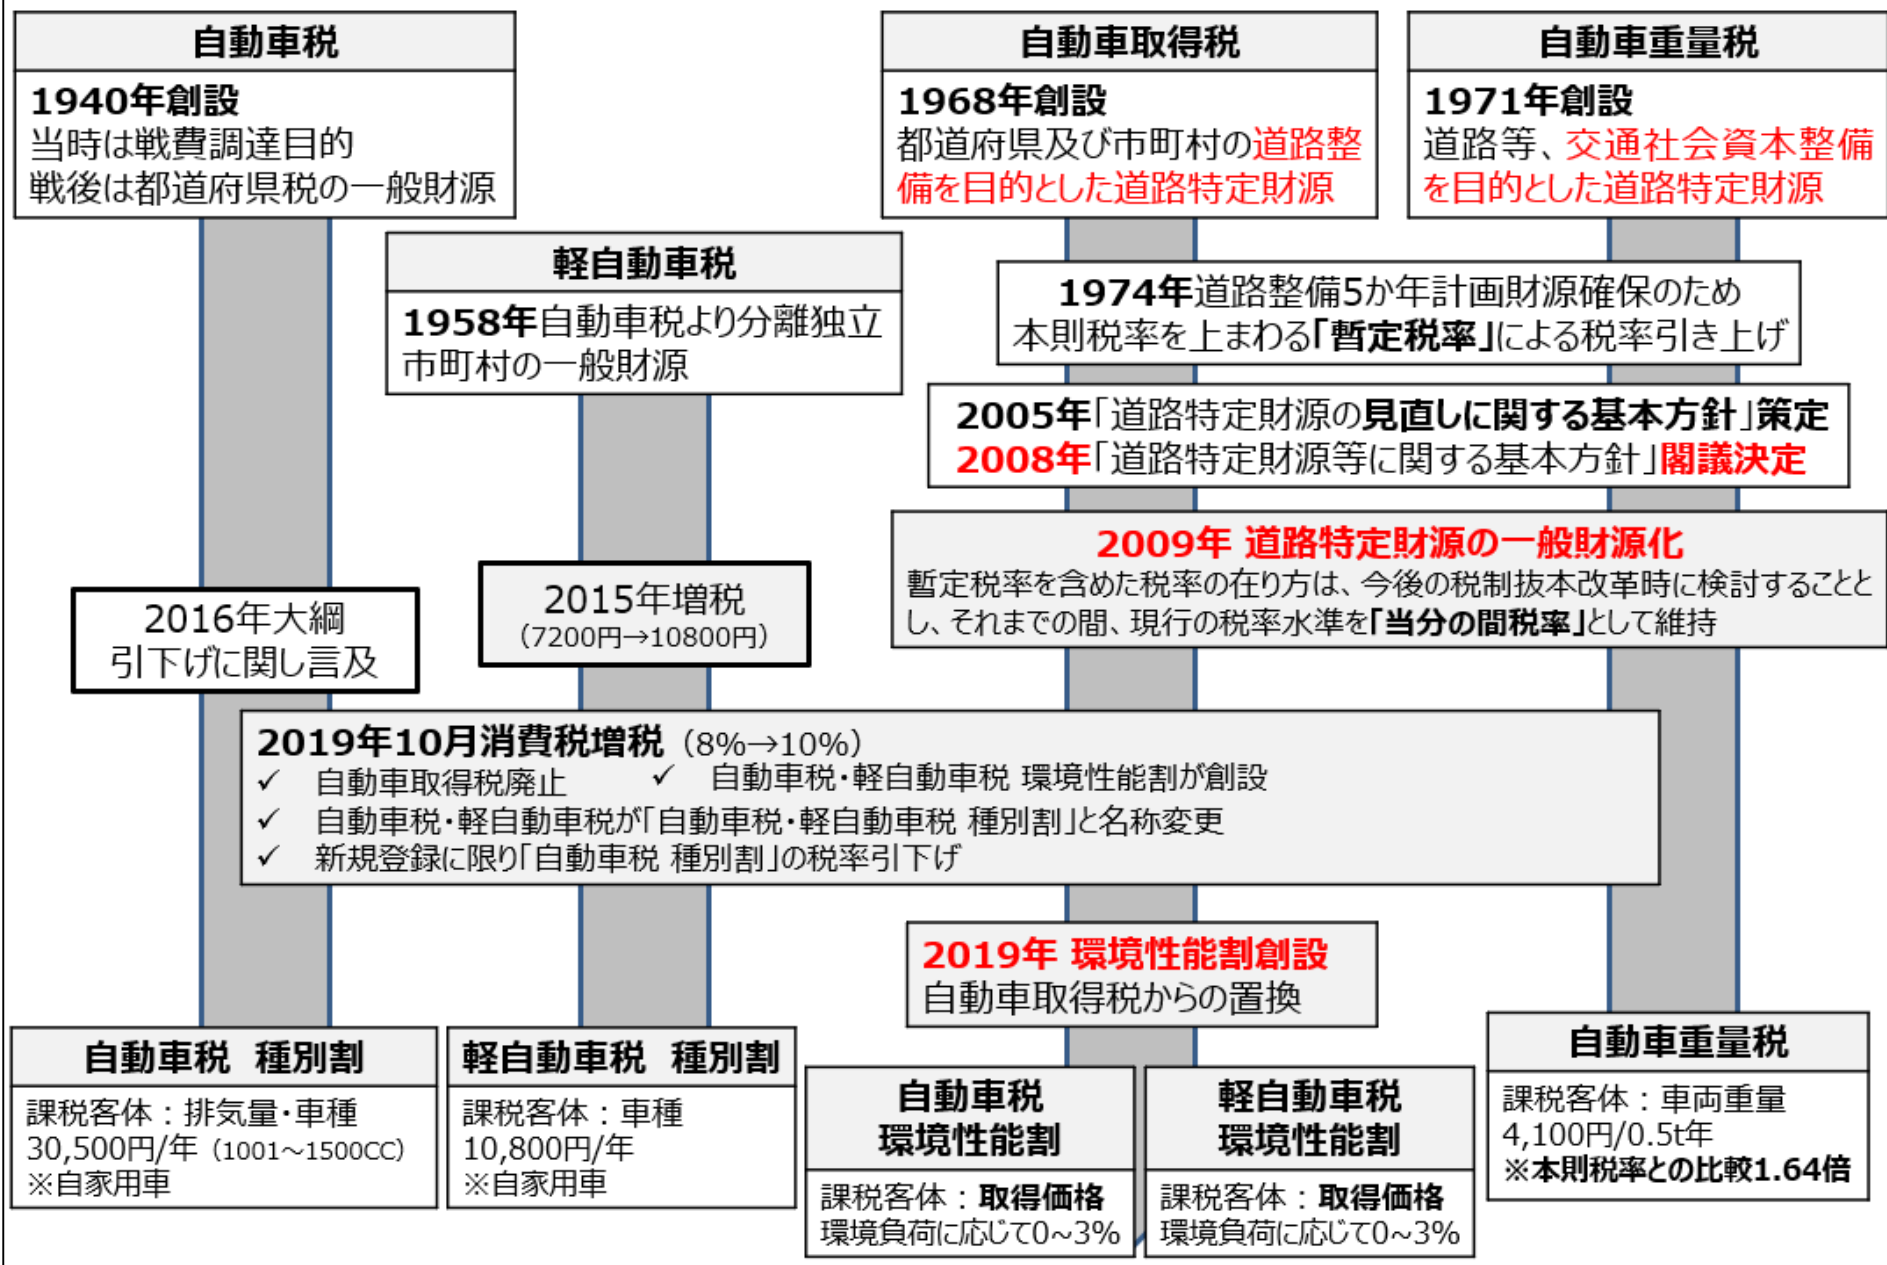 自動車税
1940年創設
当時は戦費調達目的
戦後は都道府県税の一般財源
軽自動車税
1958年自動車税より分離独立
市町村の一般財源
自動車取得税
1968年創設
都道府県及び市町村の道路整
備を目的とした道路特定財源
自動車重量税
1971年創設
道路等、交通社会資本整備
を目的とした道路特定財源
1974年道路整備5か年計画財源確保のため
本則税率を上まわる「暫定税率」による税率引き上げ
2005年「道路特定財源の見直しに関する基本方針」策定
2008年「道路特定財源等に関する基本方針」閣議決定
2009年 道路特定財源の一般財源化
暫定税率を含めた税率の在り方は、今後の税制抜本改革時に検討することと
し、それまでの間、現行の税率水準を「当分の間税率」として維持
2016年大綱
引下げに関し言及
2015年増税
（7200円→10800円）
2019年10月消費税増税（8%→10%）
✓ 自動車取得税廃止 ✓ 自動車税・軽自動車税 環境性能割が創設
✓ 自動車税・軽自動車税が「自動車税・軽自動車税 種別割」と名称変更
✓ 新規登録に限り「自動車税 種別割」の税率引下げ
2019年 環境性能割創設
自動車取得税からの置換
自動車税 種別割
課税客体：排気量・車種
30,500円/年（1001～1500CC）
※自家用車
軽自動車税 種別割
課税客体：車種
10,800円/年
※自家用車
自動車税
環境性能割
課税客体：取得価格
環境負荷に応じて0~3%
軽自動車税
環境性能割
課税客体：取得価格
環境負荷に応じて0~3%
自動車重量税
課税客体：車両重量
4,100円/0.5t年
※本則税率との比較1.64倍